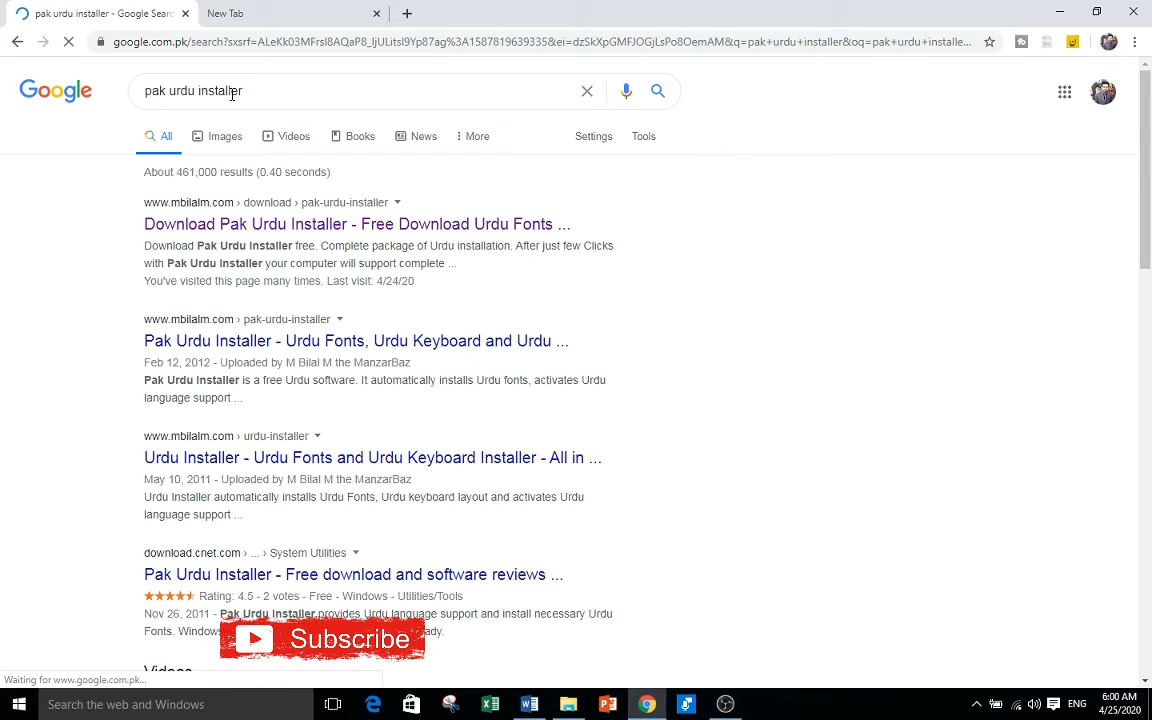 pak urdu installer - Google Sear
New Tab
google.com.pk/search?sxsrf=ALeKk03MFrsI8AQaP8_IjULitsI9Yp87ag%3A1587819639335&ei=dzSkXpGMFJOGjLsPo8OemAM&q=pak+urdu+installer&oq=pak+urdu+installe...
Google
pak urdu installer
All
Images
Videos
Books
News
More
Settings
Tools
About 461,000 results (0.40 seconds)
www.mbilalm.com › download › pak-urdu-installer
Download Pak Urdu Installer - Free Download Urdu Fonts ...
Download Pak Urdu Installer free. Complete package of Urdu installation. After just few Clicks
with Pak Urdu Installer your computer will support complete ...
You've visited this page many times. Last visit: 4/24/20
www.mbilalm.com › pak-urdu-installer
Pak Urdu Installer - Urdu Fonts, Urdu Keyboard and Urdu ...
Feb 12, 2012 - Uploaded by M Bilal M the ManzarBaz
Pak Urdu Installer is a free Urdu software. It automatically installs Urdu fonts, activates Urdu
language support ...
www.mbilalm.com › urdu-installer
Urdu Installer - Urdu Fonts and Urdu Keyboard Installer - All in ...
May 10, 2011 - Uploaded by M Bilal M the ManzarBaz
Urdu Installer automatically installs Urdu Fonts, Urdu keyboard layout and activates Urdu
language support ...
download.cnet.com › ... › System Utilities
Pak Urdu Installer - Free download and software reviews ...
Rating: 4.5 - 2 votes - Free - Windows - Utilities/Tools
Nov 26, 2011 - Pak Urdu Installer provides Urdu language support and install necessary Urdu
Fonts.
Subscribe
Videos
Waiting for www.google.com.pk...
Search the web and Windows
ENG
6:00 AM
4/25/2020